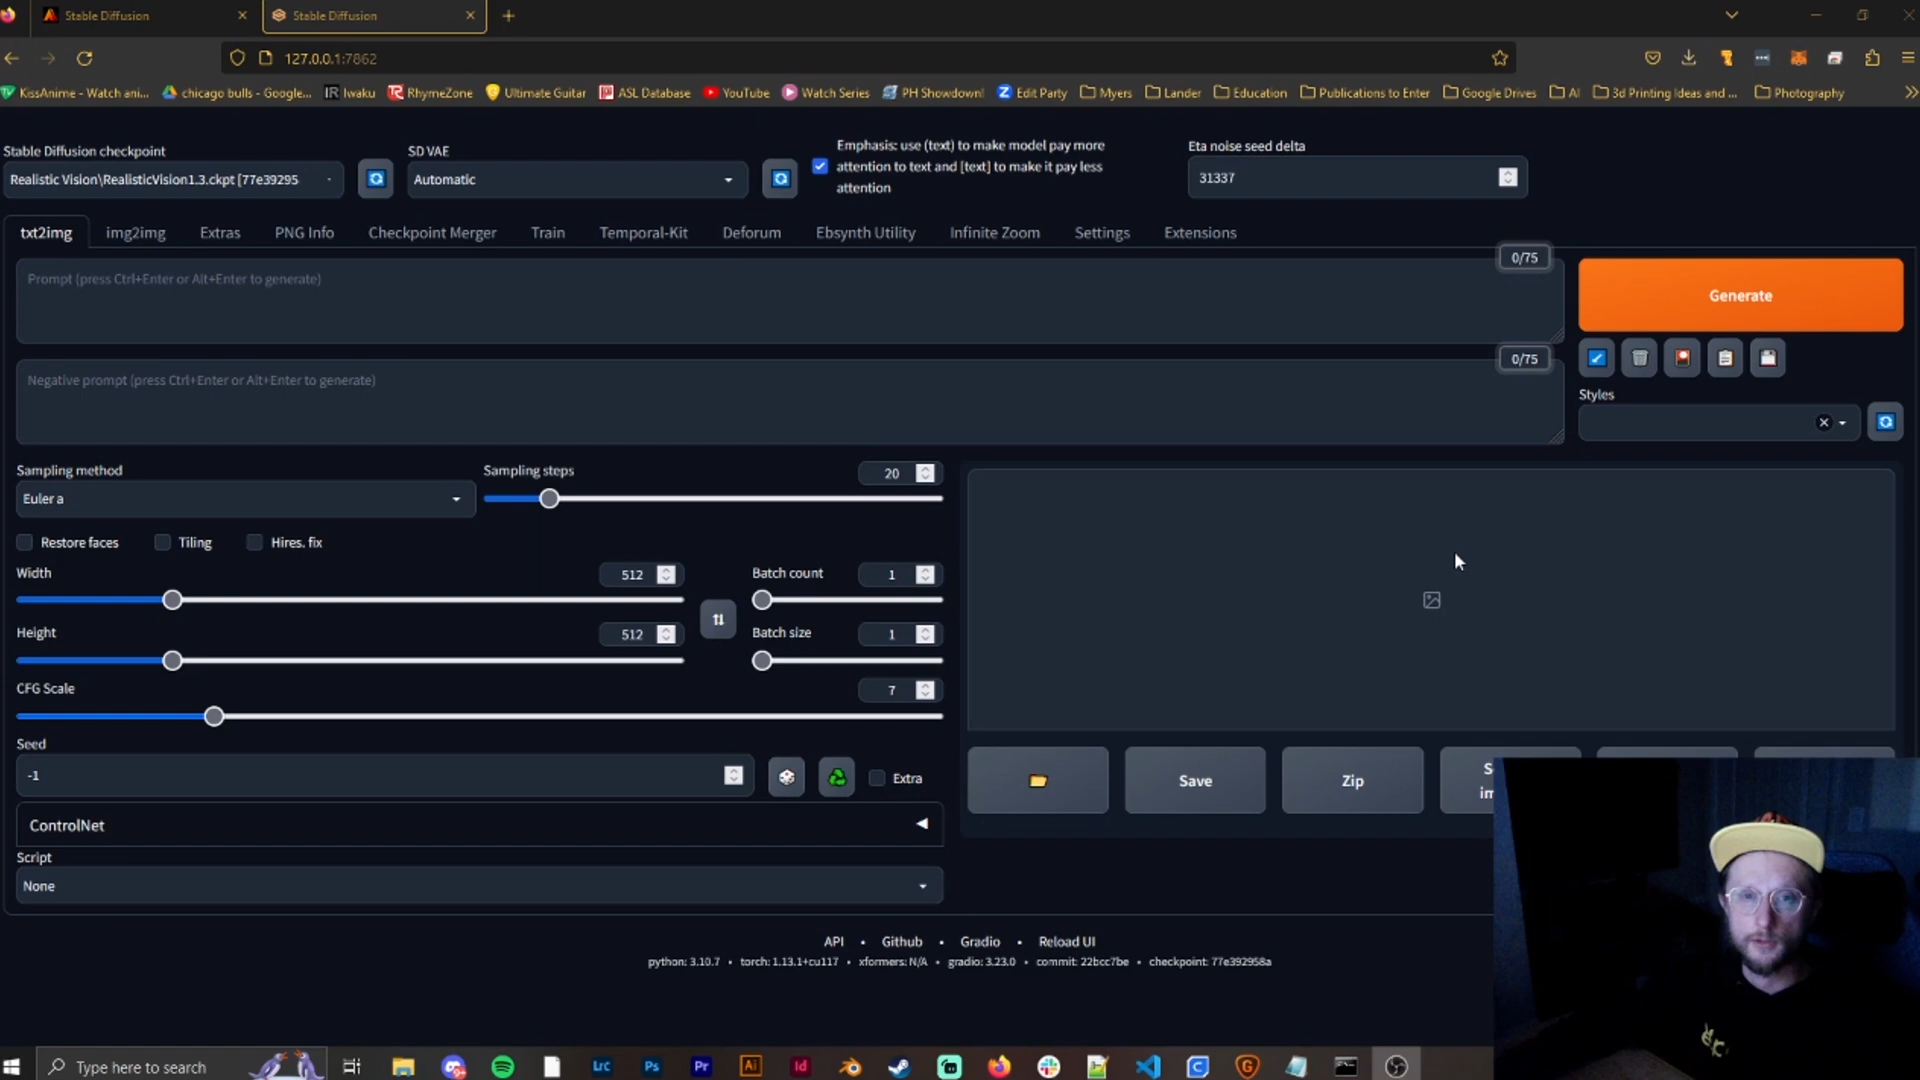 Stable Diffusion
Stable Diffusion
127.0.0.1:7862
KissAnime - Watch ani...
chicago bulls - Google...
Iwaku
RhymeZone
Ultimate Guitar
ASL Database
YouTube
Watch Series
PH Showdown!
Edit Party
Myers
Lander
Education
Publications to Enter
Google Drives
AI
3d Printing Ideas and ...
Photography
Stable Diffusion checkpoint
Realistic Vision\RealisticVision1.3.ckpt [77e39295
SD VAE
Automatic
Emphasis: use (text) to make model pay more
attention to text and [text] to make it pay less
attention
Eta noise seed delta
31337
txt2img
img2img
Extras
PNG Info
Checkpoint Merger
Train
Temporal-Kit
Deforum
Ebsynth Utility
Infinite Zoom
Settings
Extensions
Prompt (press Ctrl+Enter or Alt+Enter to generate)
0/75
Generate
Negative prompt (press Ctrl+Enter or Alt+Enter to generate)
0/75
Styles
Sampling method
Euler a
Sampling steps
20
Restore faces
Tiling
Hires. fix
Width
512
Batch count
1
Height
512
Batch size
1
CFG Scale
7
Seed
-1
Extra
Save
Zip
ControlNet
Script
None
API • Github • Gradio • Reload UI
python: 3.10.7 • torch: 1.13.1+cu117 • xformers: N/A • gradio: 3.23.0 • commit: 22bcc7be • checkpoint: 77e392958a
Type here to search
Lrc
Ps
Pr
Ai
Id